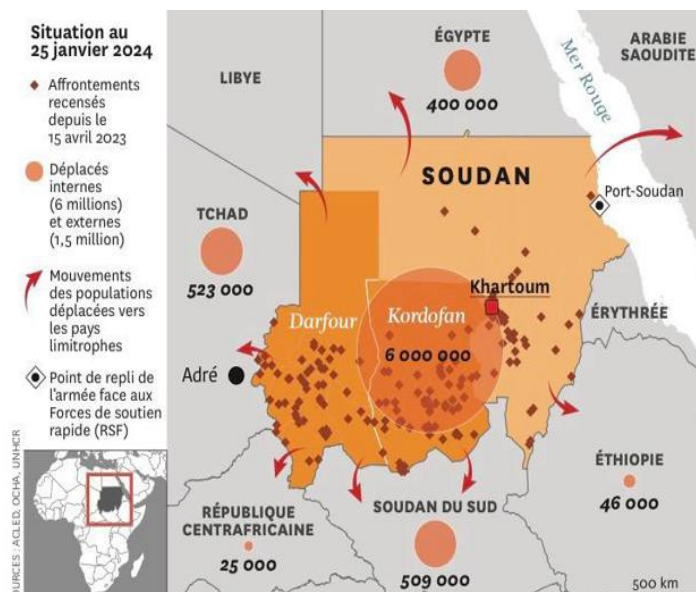 Situation au
25 janvier 2024
Affrontements
recensés
depuis le
15 avril 2023
Déplacés
internes
(6 millions)
et externes
(1,5 million)
Mouvements
des populations
déplacées vers
les pays
limitrophes
Point de repli de
l'armée face aux
Forces de soutien
rapide (RSF)
OURCES : ACLED, OCHA, UNHCR
LIBYE
ÉGYPTE
400 000
Mer Rouge
ARABIE
SAOUDITE
SOUDAN
Port-Soudan
TCHAD
523 000
Khartoum
ÉRYTHRÉE
Darfour
Kordofan
6 000 000
Adré
ÉTHIOPIE
46 000
RÉPUBLIQUE
CENTRAFRICAINE
25 000
SOUDAN DU SUD
509 000
500 km